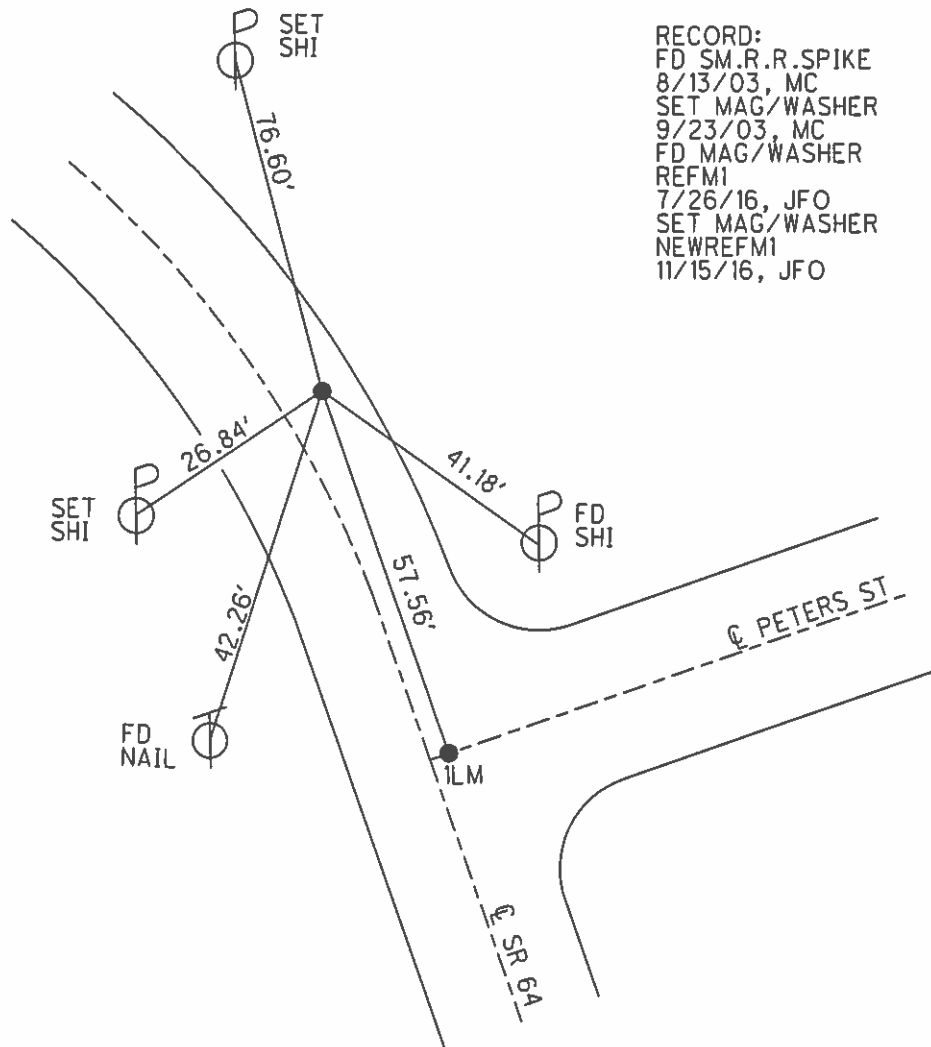 SET
SHI
RECORD:
FD SM.R.R.SPIKE
8/13/03, MC
SET MAG/WASHER
9/23/03, MC
FD MAG/WASHER
REFM1
7/26/16, JFO
SET MAG/WASHER
NEWREFM1
11/15/16, JFO
76.60'
26.84'
41.18'
SET
SHI
FD
SHI
57.56'
42.26'
℄ PETERS ST
FD
NAIL
1LM
℄ SR 64